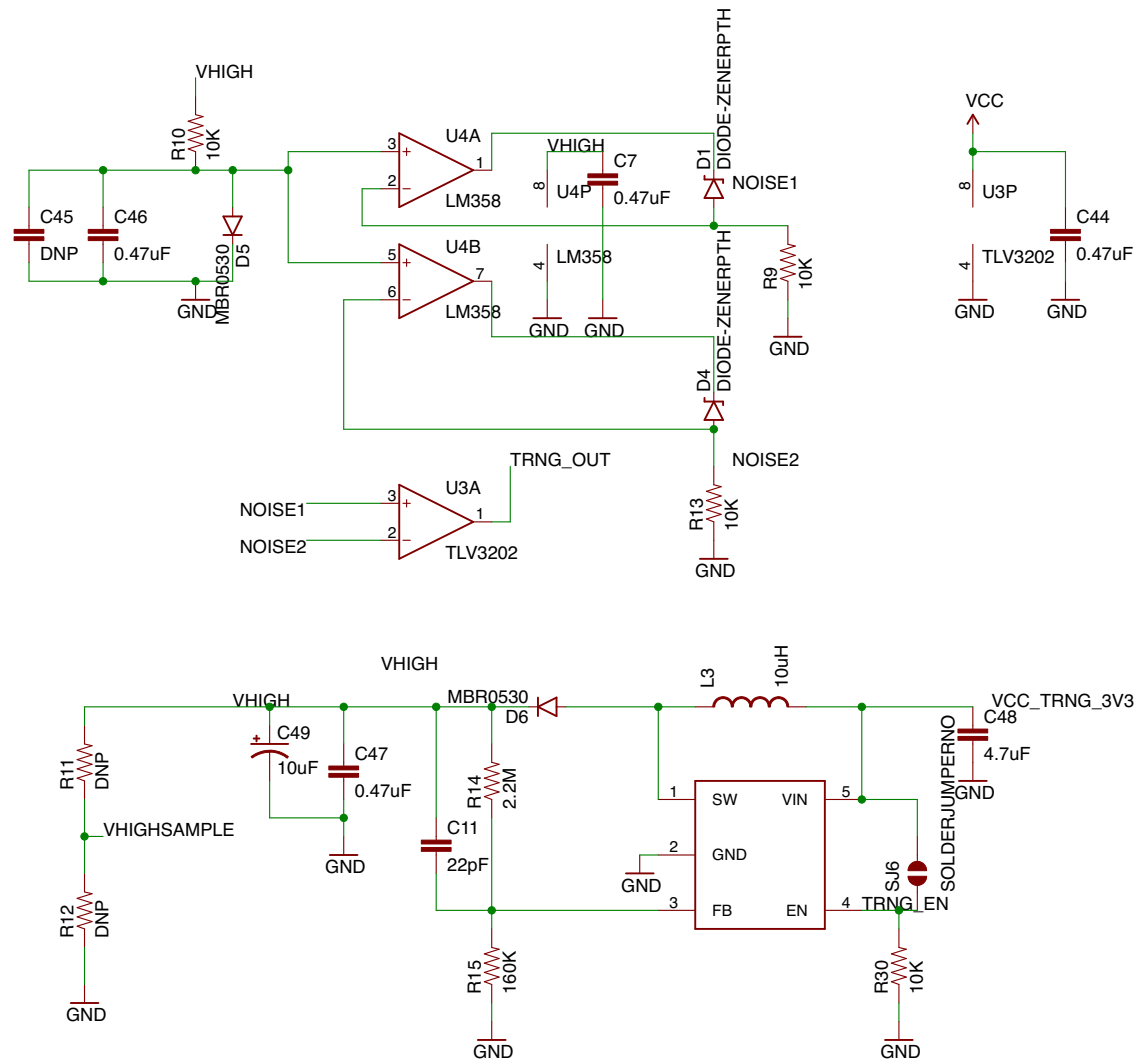 VHIGH
R10
10K
C45
DNP
C46
0.47uF
MBR0530
D5
GND
3
2
1
U4A
LM358
5
6
7
U4B
LM358
VHIGH
8
U4P
4
LM358
GND
C7
0.47uF
GND
D1
DIODE-ZENERPTH
NOISE1
R9
10K
GND
D4
DIODE-ZENERPTH
NOISE2
R13
10K
GND
VCC
8
U3P
4
TLV3202
GND
C44
0.47uF
GND
NOISE1
NOISE2
3
2
1
U3A
TLV3202
TRNG_OUT
VHIGH
VHIGH
R11
DNP
VHIGHSAMPLE
R12
DNP
GND
C49
10uF
C47
0.47uF
GND
C11
22pF
R14
2.2M
R15
160K
GND
MBR0530
D6
L3
10uH
VCC_TRNG_3V3
C48
4.7uF
GND
1
SW
VIN
5
2
GND
GND
3
FB
EN
4
SJ6
SOLDERJUMPERNO
TRNG_EN
R30
10K
GND